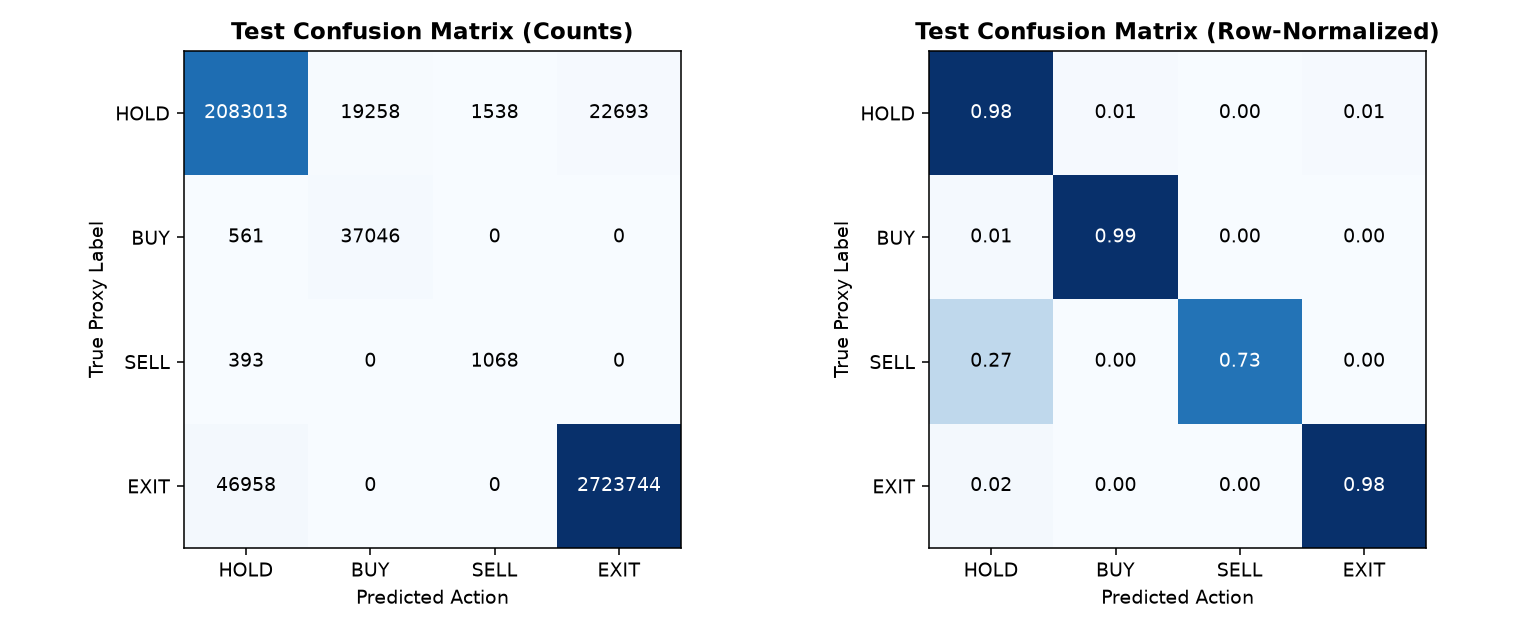 Test Confusion Matrix (Counts)
HOLD 2083013 19258 1538 22693
BUY 561 37046 0 0
SELL 393 0 1068 0
EXIT 46958 0 0 2723744
True Proxy Label
HOLD BUY SELL EXIT
Predicted Action
Test Confusion Matrix (Row-Normalized)
HOLD 0.98 0.01 0.00 0.01
BUY 0.01 0.99 0.00 0.00
SELL 0.27 0.00 0.73 0.00
EXIT 0.02 0.00 0.00 0.98
True Proxy Label
HOLD BUY SELL EXIT
Predicted Action